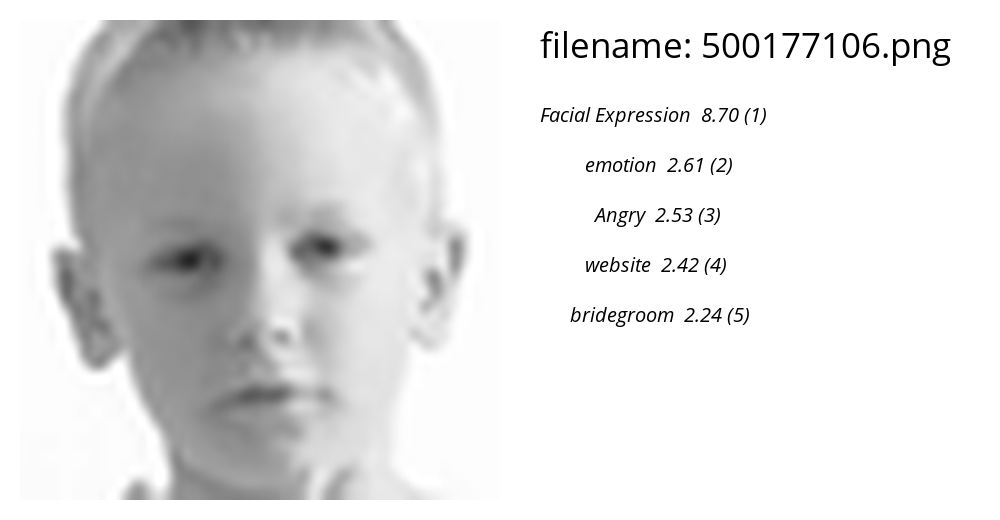 filename: 500177106.png
Facial Expression 8.70 (1)
emotion 2.61 (2)
Angry 2.53 (3)
website 2.42 (4)
bridegroom 2.24 (5)